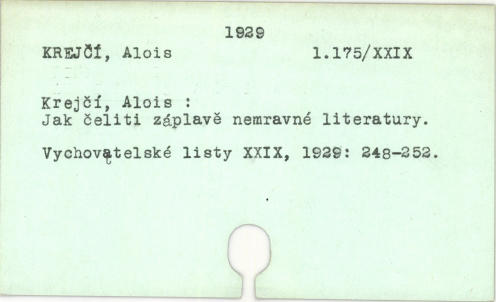 1929
KREJČÍ, Alois 1.175/XXIX
Krejčí, Alois :
Jak čeliti záplavě nemravné literatury.
Vychovatelské listy XXIX, 1929: 248-252.